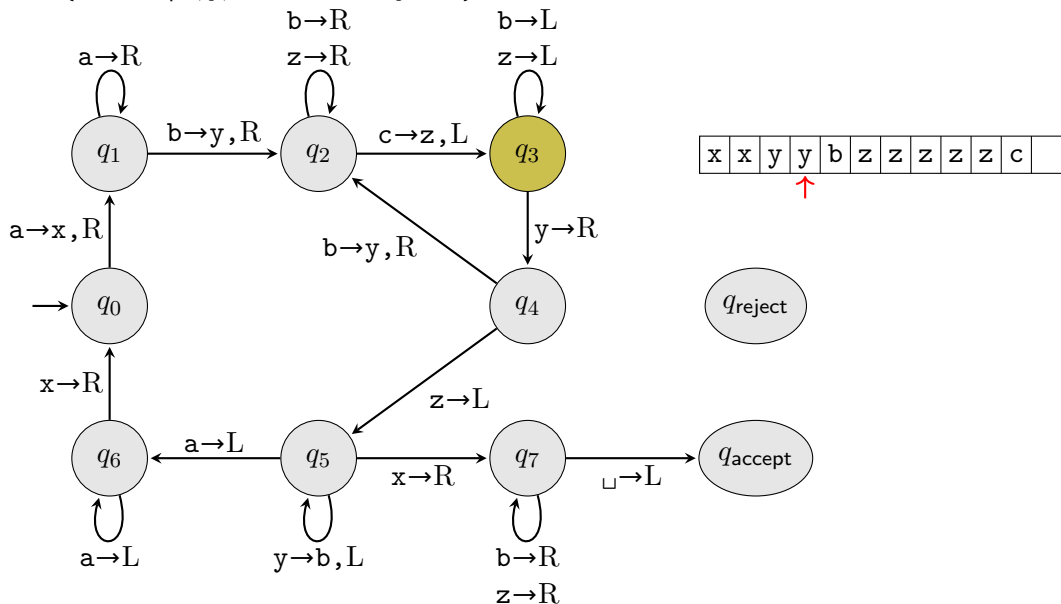 b→R
z→R
b→L
z→L
a→R
q1
b→y,R
q2
c→z,L
q3
x x y y b z z z z z c
a→x,R
b→y,R
y→R
q0
q4
qreject
x→R
z→L
q6
a→L
q5
x→R
q7
␣→L
qaccept
a→L
y→b,L
b→R
z→R